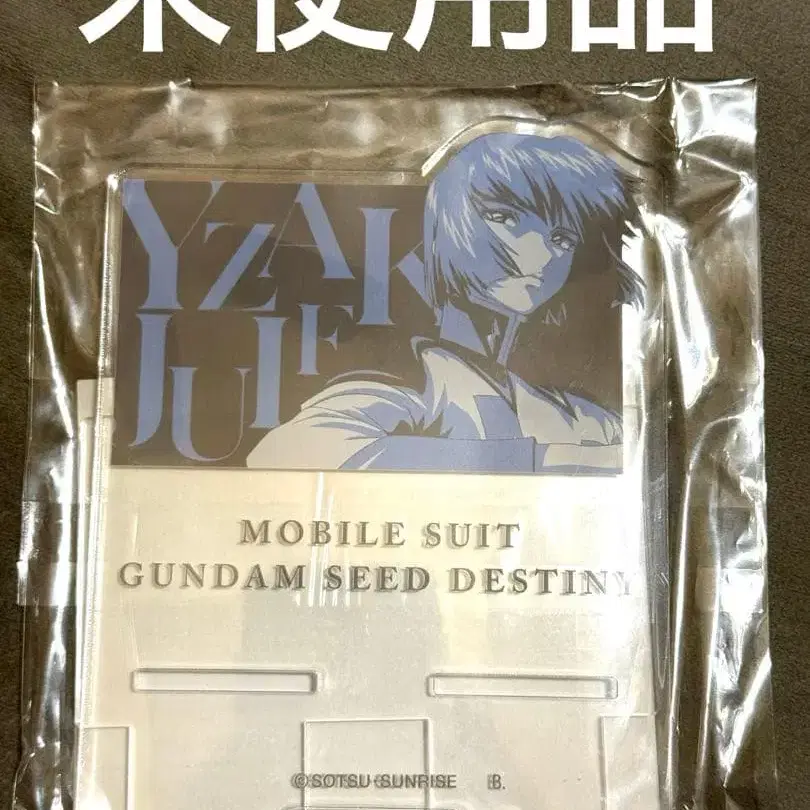 未使用品
YZAK
JULE
MOBILE SUIT
GUNDAM SEED DESTINY
©SOTSU・SUNRISE B.